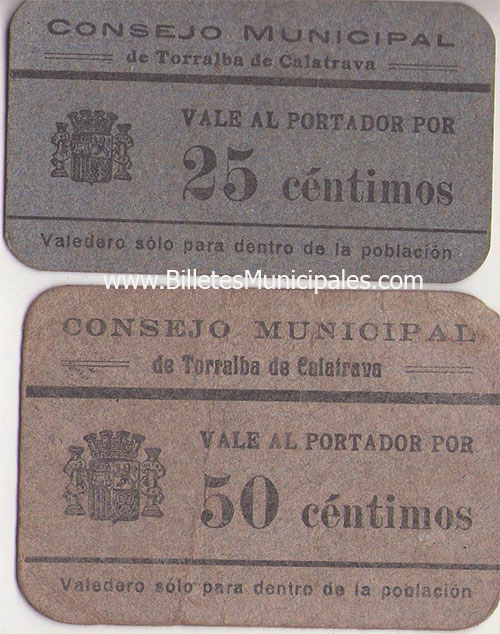 CONSEJO MUNICIPAL
de Torralba de Calatrava
VALE AL PORTADOR POR
25 céntimos
Valedero sólo para dentro de la población
www.BilletesMunicipales.com
CONSEJO MUNICIPAL
de Torralba de Calatrava
VALE AL PORTADOR POR
50 céntimos
Valedero sólo para dentro de la población